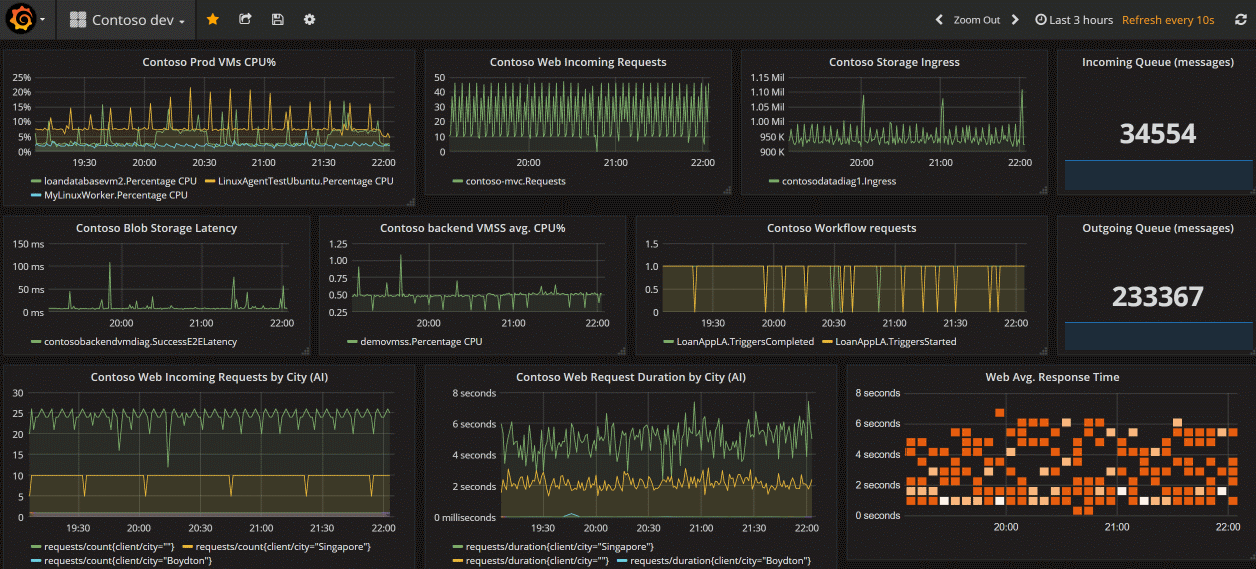 Contoso dev
Zoom Out
Last 3 hours Refresh every 10s
Contoso Prod VMs CPU%
25%
20%
15%
10%
5%
0%
19:30 20:00 20:30 21:00 21:30 22:00
loandatabasevm2.Percentage CPU LinuxAgentTestUbuntu.Percentage CPU
MyLinuxWorker.Percentage CPU
Contoso Web Incoming Requests
50
40
30
20
10
0
20:00 21:00 22:00
contoso-mvc.Requests
Contoso Storage Ingress
1.15 Mil
1.10 Mil
1.05 Mil
1.00 Mil
950 K
900 K
20:00 21:00 22:00
contosodatadiag1.Ingress
Incoming Queue (messages)
34554
Contoso Blob Storage Latency
150 ms
100 ms
50 ms
0 ms
20:00 21:00 22:00
contosobackendvmdiag.SuccessE2ELatency
Contoso backend VMSS avg. CPU%
1.25
1.00
0.75
0.50
0.25
20:00 21:00 22:00
demovmss.Percentage CPU
Contoso Workflow requests
1.5
1.0
0.5
0
19:30 20:00 20:30 21:00 21:30 22:00
LoanAppLA.TriggersCompleted LoanAppLA.TriggersStarted
Outgoing Queue (messages)
233367
Contoso Web Incoming Requests by City (AI)
30
25
20
15
10
5
0
19:30 20:00 20:30 21:00 21:30 22:00
requests/count{client/city=""} requests/count{client/city="Singapore"}
requests/count{client/city="Boydton"}
Contoso Web Request Duration by City (AI)
8 seconds
6 seconds
4 seconds
2 seconds
0 milliseconds
19:30 20:00 20:30 21:00 21:30 22:00
requests/duration{client/city="Singapore"}
requests/duration{client/city=""} requests/duration{client/city="Boydton"}
Web Avg. Response Time
8 seconds
6 seconds
4 seconds
2 seconds
0 seconds
20:00 21:00 22:00